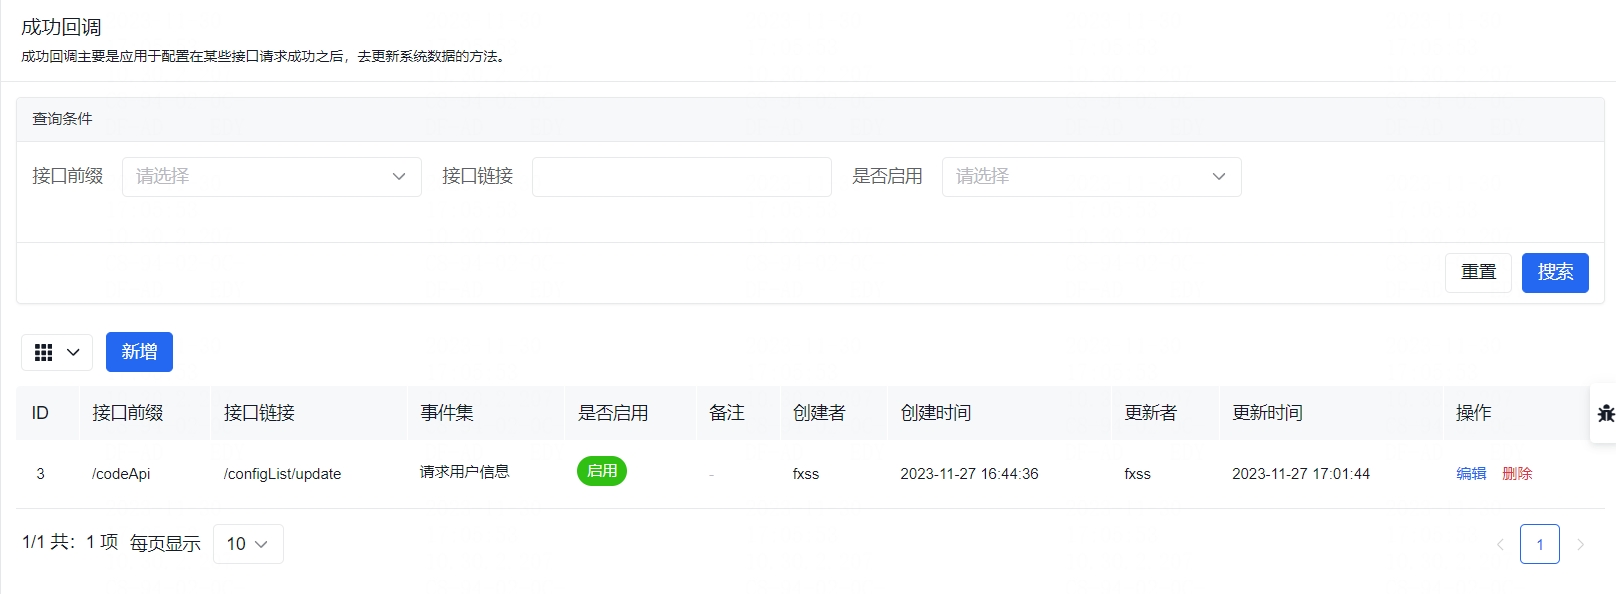 成功回调
成功回调主要是应用于配置在某些接口请求成功之后，去更新系统数据的方法。
查询条件
接口前缀 请选择 接口链接 是否启用 请选择
重置 搜索
新增
ID 接口前缀 接口链接 事件集 是否启用 备注 创建者 创建时间 更新者 更新时间 操作
3 /codeApi /configList/update 请求用户信息 启用 - fxss 2023-11-27 16:44:36 fxss 2023-11-27 17:01:44 编辑 删除
1/1 共：1 项 每页显示 10 1